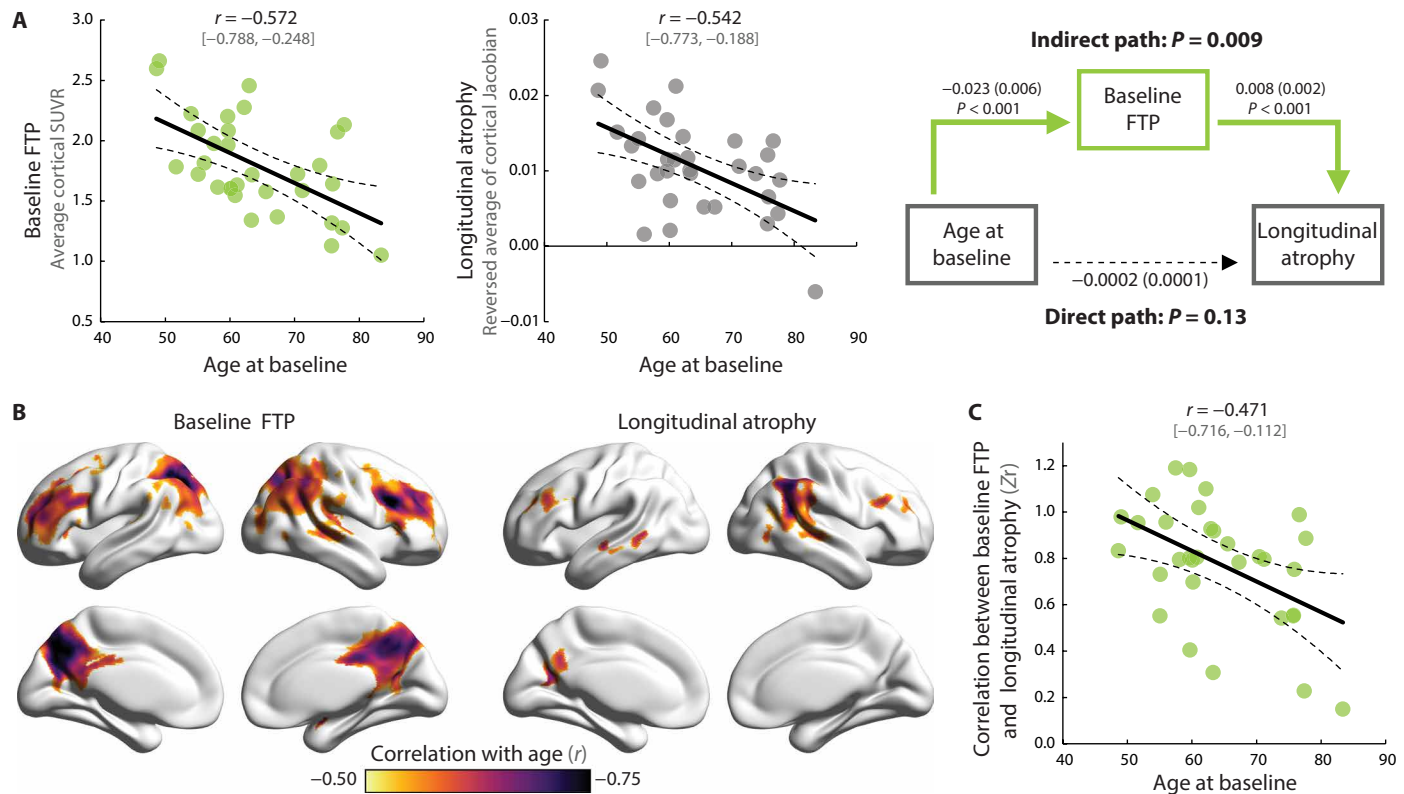 A
r = −0.572
[−0.788, −0.248]
Baseline FTP
Average cortical SUVR
3.0
2.5
2.0
1.5
1.0
0.5
40 50 60 70 80 90
Age at baseline
r = −0.542
[−0.773, −0.188]
Longitudinal atrophy
Reversed average of cortical Jacobian
0.03
0.02
0.01
0.00
−0.01
40 50 60 70 80 90
Age at baseline
Indirect path: P = 0.009
−0.023 (0.006)
P < 0.001
Baseline
FTP
0.008 (0.002)
P < 0.001
Age at
baseline
Longitudinal
atrophy
−0.0002 (0.0001)
Direct path: P = 0.13
B
Baseline FTP
Longitudinal atrophy
Correlation with age (r)
−0.50
−0.75
C
r = −0.471
[−0.716, −0.112]
Correlation between baseline FTP
and longitudinal atrophy (Zr)
1.2
1.0
0.8
0.6
0.4
0.2
0.0
40 50 60 70 80 90
Age at baseline